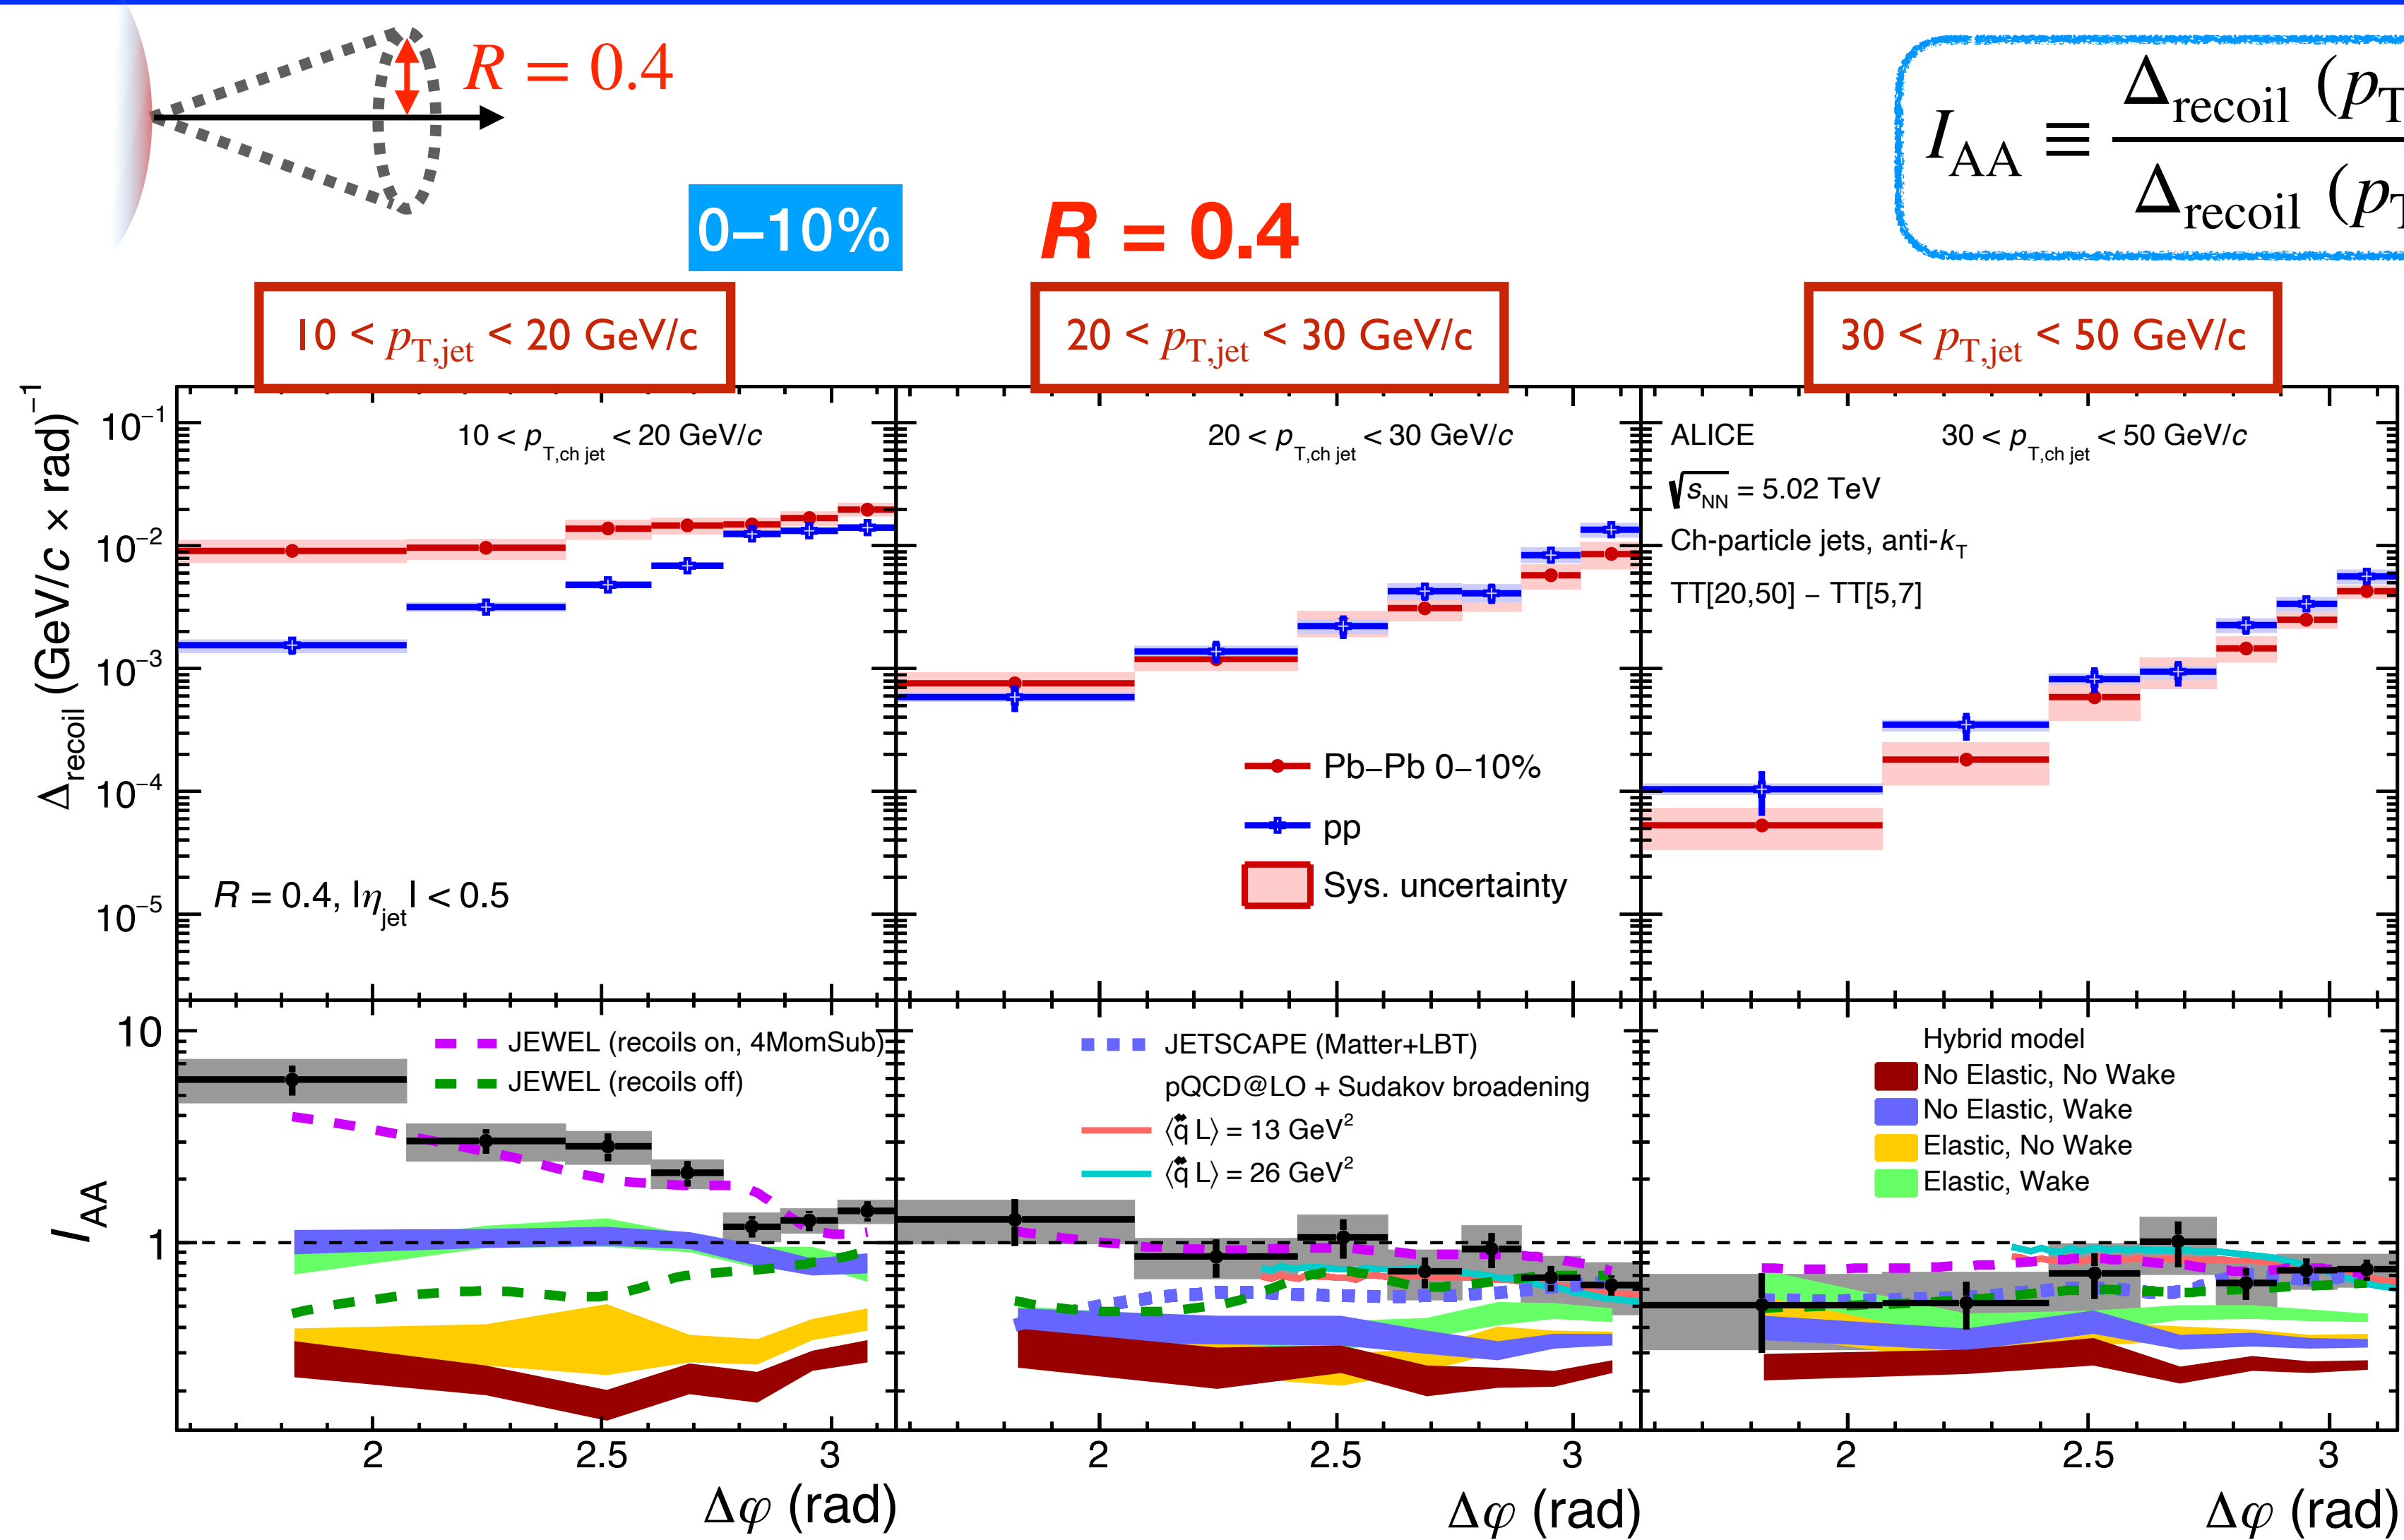 R = 0.4
I_AA ≡ Δ_recoil (p_T
Δ_recoil (p_T
0–10%
R = 0.4
10 < p_T,jet < 20 GeV/c
20 < p_T,jet < 30 GeV/c
30 < p_T,jet < 50 GeV/c
Δ_recoil (GeV/c × rad)⁻¹
10⁻¹
10⁻²
10⁻³
10⁻⁴
10⁻⁵
10 < p_T,ch jet < 20 GeV/c
R = 0.4, |η_jet| < 0.5
20 < p_T,ch jet < 30 GeV/c
Pb–Pb 0–10%
pp
Sys. uncertainty
ALICE
30 < p_T,ch jet < 50 GeV/c
√s_NN = 5.02 TeV
Ch-particle jets, anti-k_T
TT[20,50] – TT[5,7]
I_AA
10
1
JEWEL (recoils on, 4MomSub)
JEWEL (recoils off)
JETSCAPE (Matter+LBT)
pQCD@LO + Sudakov broadening
⟨q̂ L⟩ = 13 GeV²
⟨q̂ L⟩ = 26 GeV²
Hybrid model
No Elastic, No Wake
No Elastic, Wake
Elastic, No Wake
Elastic, Wake
2 2.5 3
2 2.5 3
2 2.5 3
Δφ (rad)
Δφ (rad)
Δφ (rad)